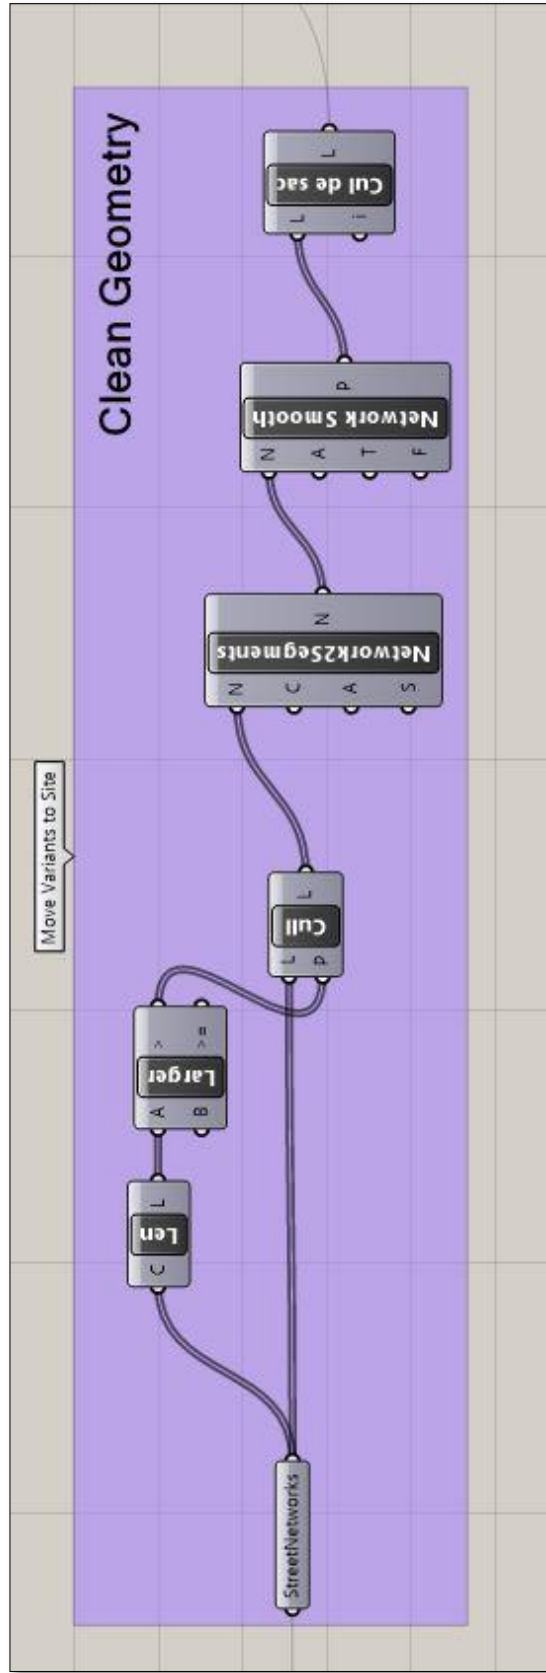 Clean Geometry
Move Variants to Site
StreetNetworks
C
Len
L
A
B
Larger
>
>=
L
P
Cull
L
N
C
A
S
Network2Segments
N
N
A
T
F
Network Smooth
P
L
i
Cul de sac
L